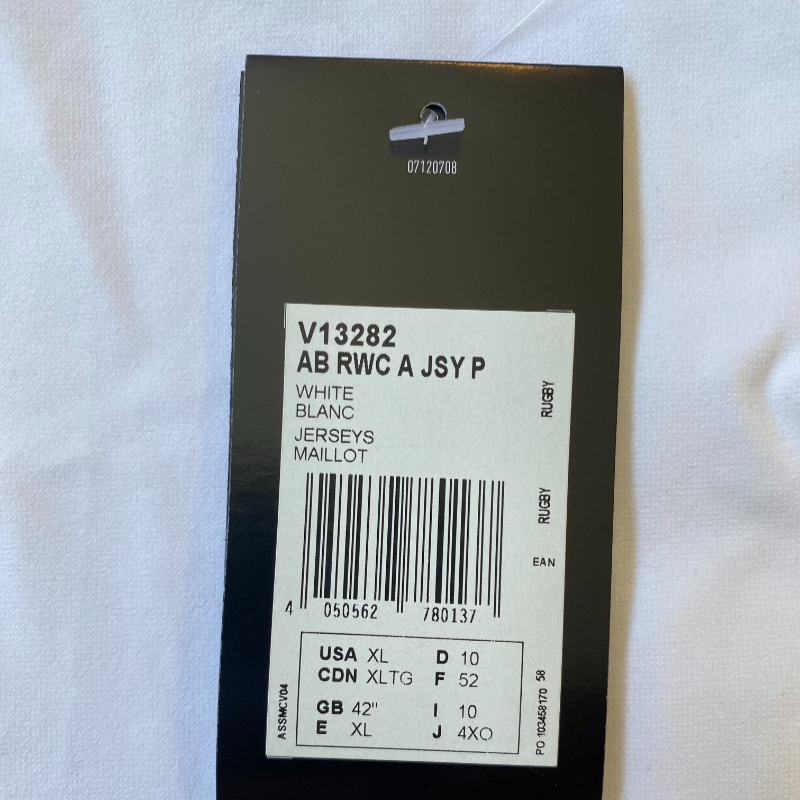 07120708
V13282
AB RWC A JSY P
WHITE
BLANC
JERSEYS
MAILLOT
RUGBY
RUGBY
EAN
4 050562 780137
USA XL D 10
CDN XLTG F 52
GB 42" I 10
E XL J 4XO
ASSMCV04
PO 103458170 58